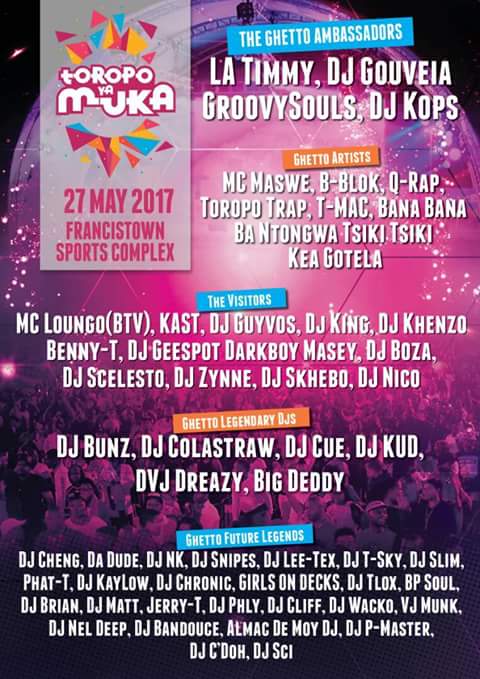 TOROPO
YA
MUKA
27 MAY 2017
FRANCISTOWN
SPORTS COMPLEX
THE GHETTO AMBASSADORS
LA TIMMY, DJ GOUVEIA
GROOVYSOULS, DJ KOPS
GHETTO ARTISTS
MC MASWE, B-BLOK, Q-RAP,
TOROPO TRAP, T-MAC, BANA BANA
BA NTONGWA TSIKI TSIKI
KEA GOTELA
THE VISITORS
MC LOUNGO(BTV), KAST, DJ GUYVOS, DJ KING, DJ KHENZO
BENNY-T, DJ GEESPOT DARKBOY MASEY, DJ BOZA,
DJ SCELESTO, DJ ZYNNE, DJ SKHEBO, DJ NICO
GHETTO LEGENDARY DJS
DJ BUNZ, DJ COLASTRAW, DJ CUE, DJ KUD,
DVJ DREAZY, BIG DEDDY
GHETTO FUTURE LEGENDS
DJ CHENG, DA DUDE, DJ NK, DJ SNIPES, DJ LEE-TEX, DJ T-SKY, DJ SLIM,
PHAT-T, DJ KAYLOW, DJ CHRONIC, GIRLS ON DECKS, DJ TLOX, BP SOUL,
DJ BRIAN, DJ MATT, JERRY-T, DJ PHLY, DJ CLIFF, DJ WACKO, VJ MUNK,
DJ NEL DEEP, DJ BANDOUCE, ALMAC DE MOY DJ, DJ P-MASTER,
DJ C'DOH, DJ SCI